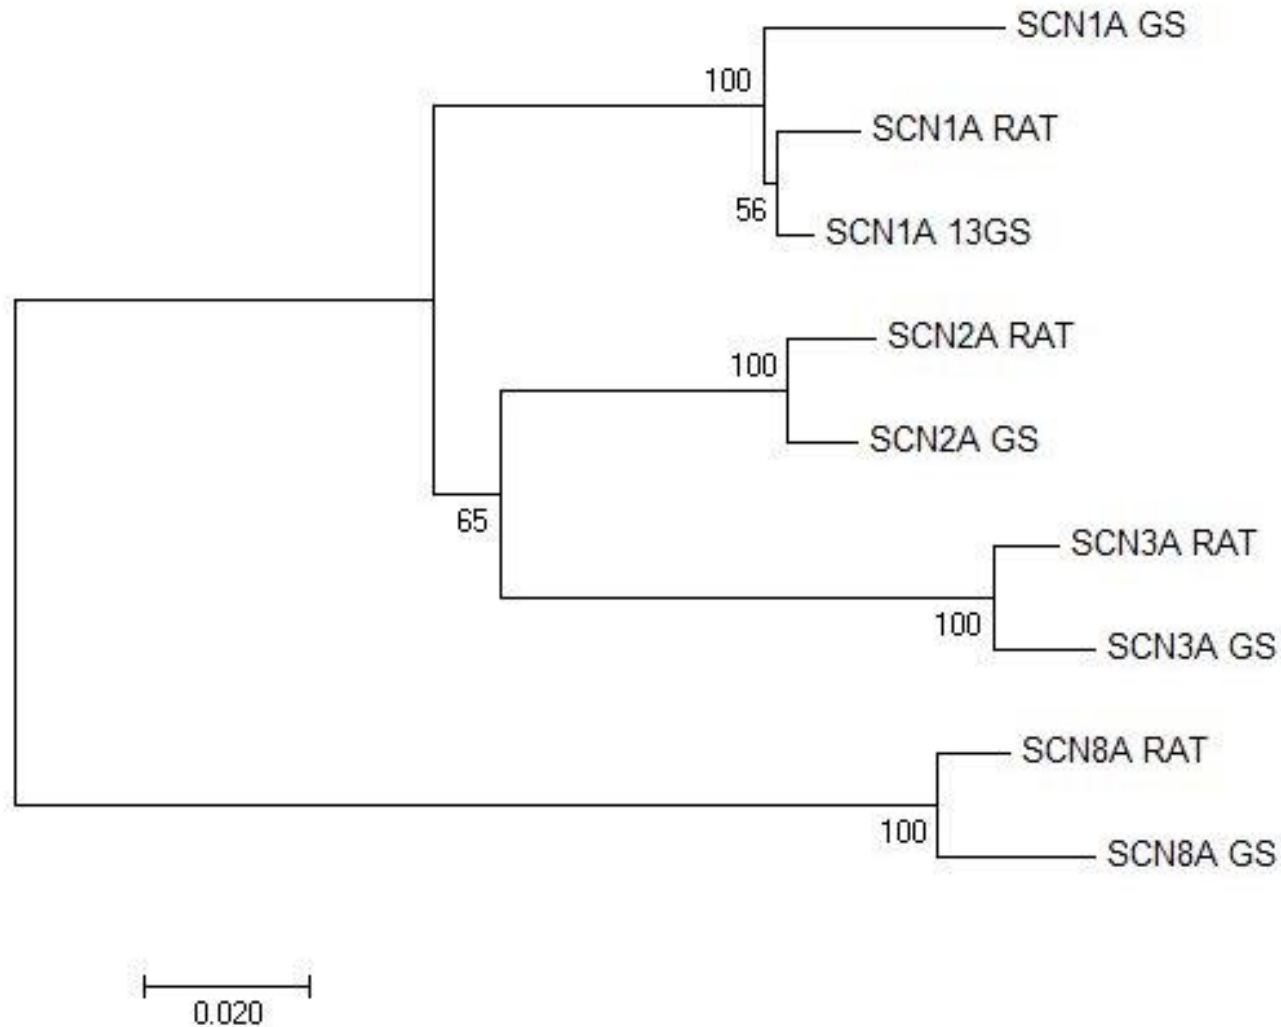 SCN1A GS
100
SCN1A RAT
56
SCN1A 13GS
SCN2A RAT
100
SCN2A GS
65
SCN3A RAT
100
SCN3A GS
SCN8A RAT
100
SCN8A GS
0.020